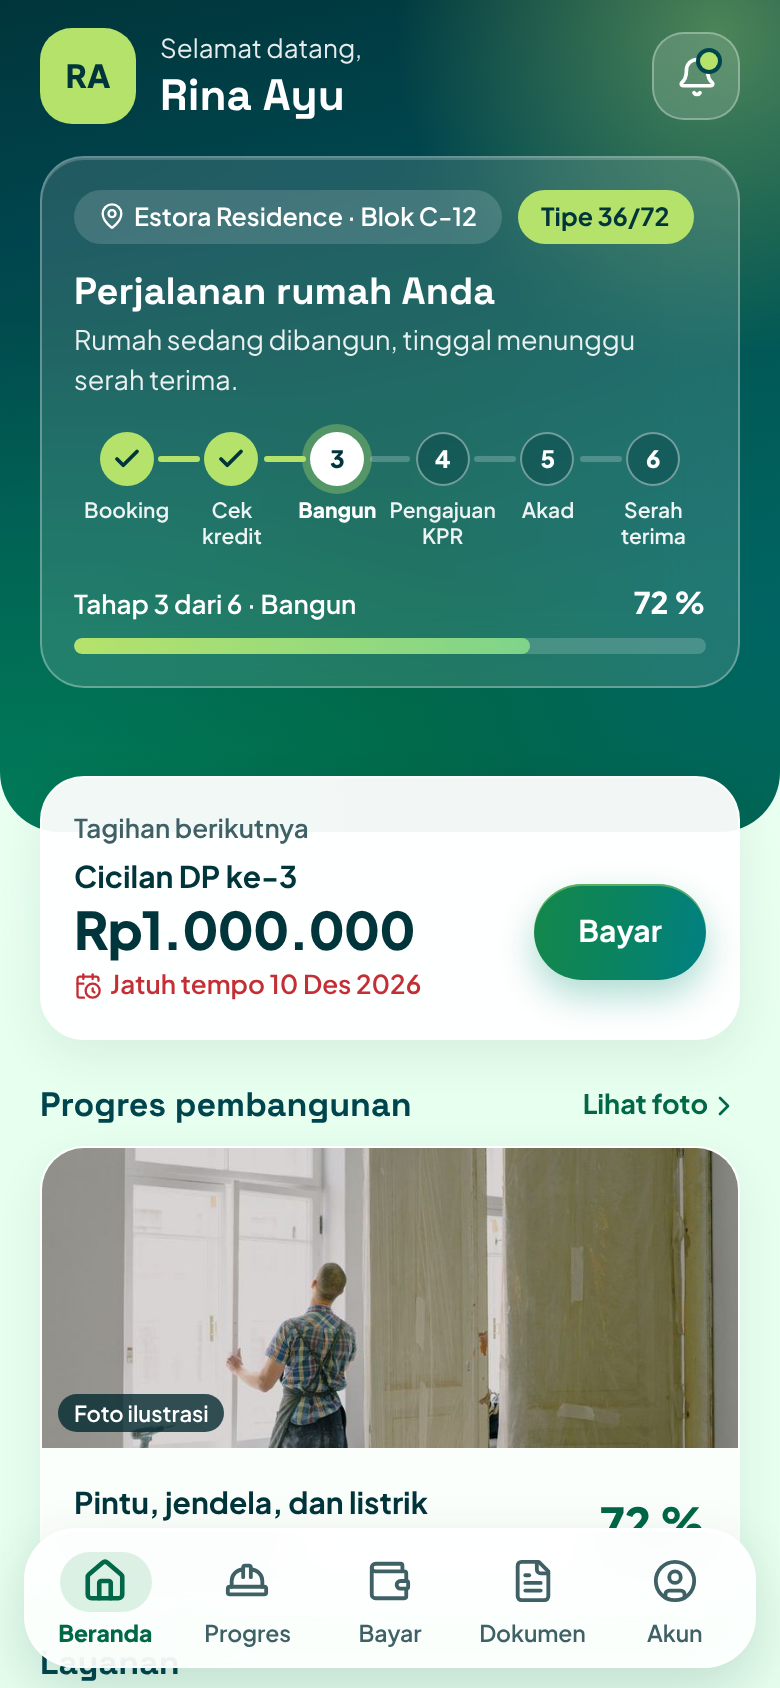 RA
Selamat datang,
Rina Ayu
Estora Residence · Blok C-12
Tipe 36/72
Perjalanan rumah Anda
Rumah sedang dibangun, tinggal menunggu
serah terima.
3
4
5
6
Booking
Cek
kredit
Bangun
Pengajuan
KPR
Akad
Serah
terima
Tahap 3 dari 6 · Bangun
72 %
Tagihan berikutnya
Cicilan DP ke-3
Rp1.000.000
Jatuh tempo 10 Des 2026
Bayar
Progres pembangunan
Lihat foto
Foto ilustrasi
Pintu, jendela, dan listrik
72 %
Beranda
Progres
Bayar
Dokumen
Akun
Layanan